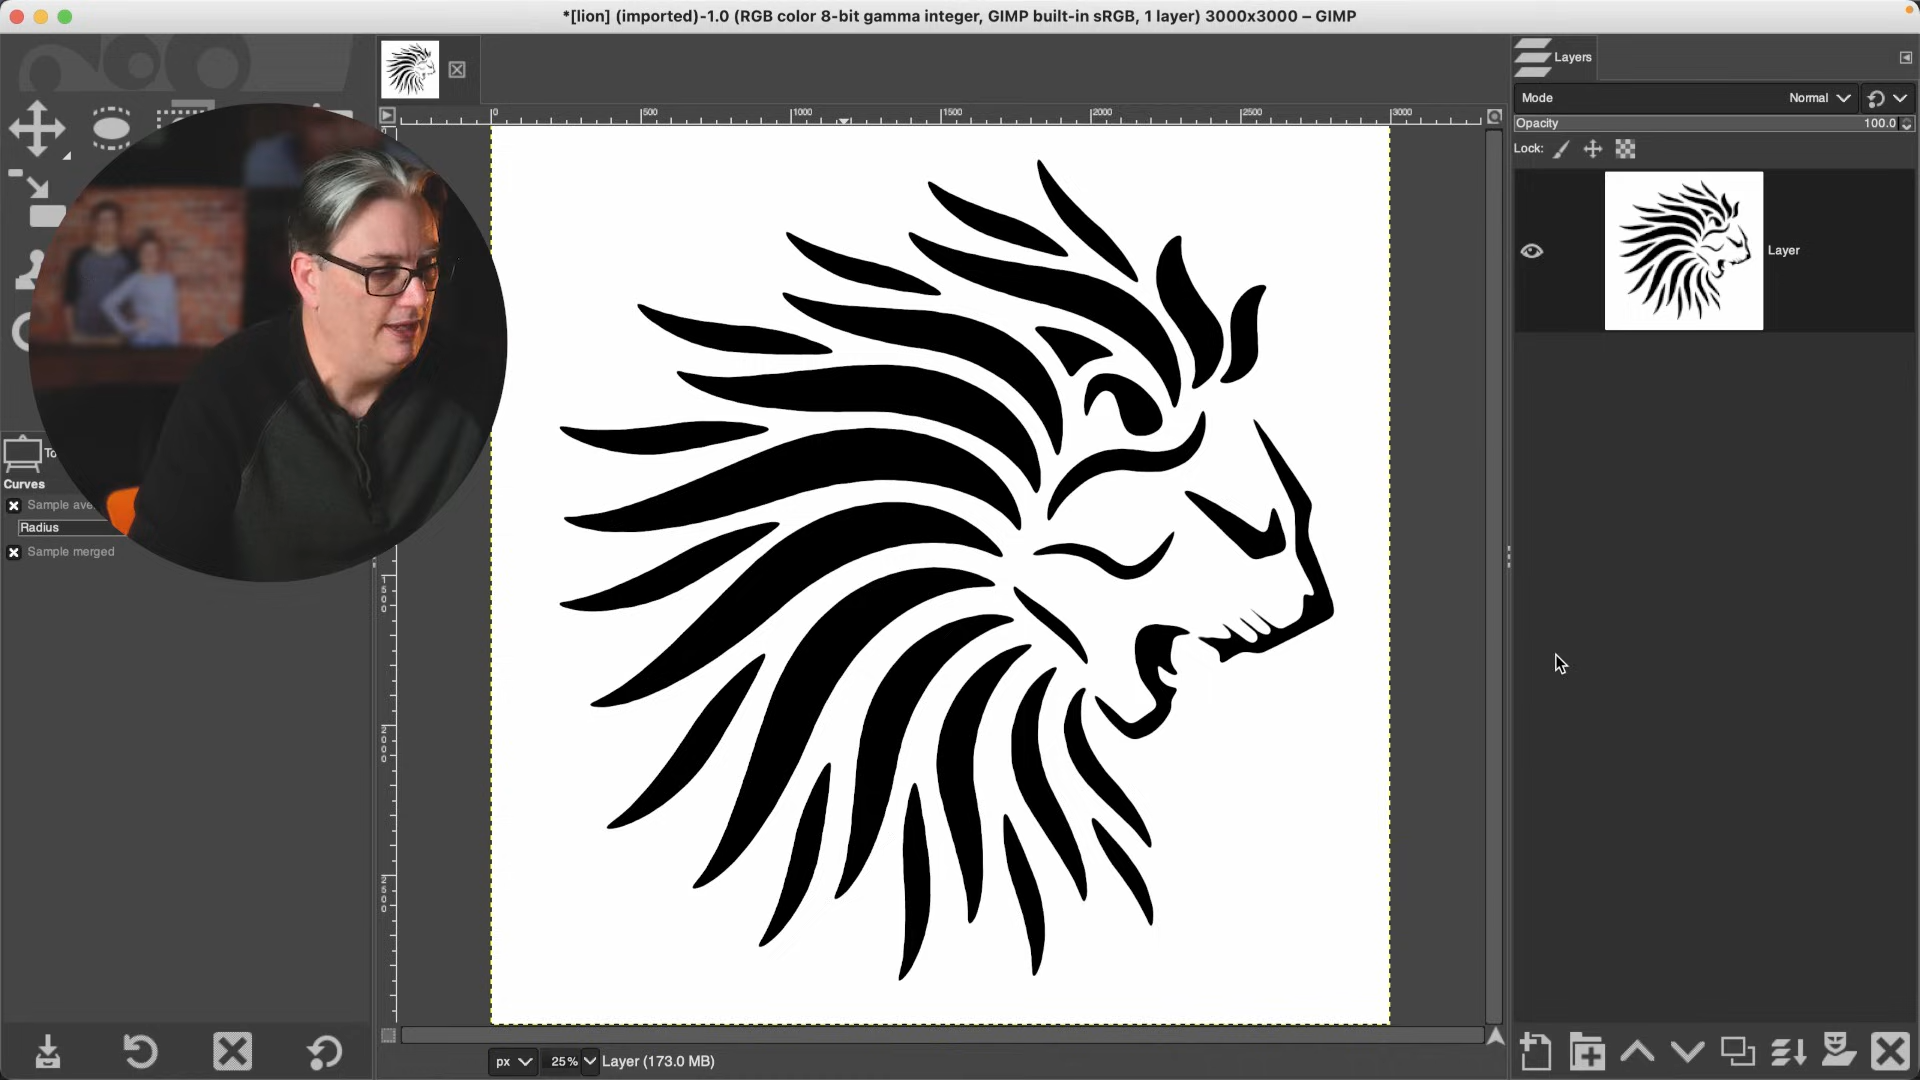 *[lion] (imported)-1.0 (RGB color 8-bit gamma integer, GIMP built-in sRGB, 1 layer) 3000x3000 – GIMP
Layers
Mode Normal
Opacity 100.0
Lock:
Layer
0 500 1000 1500 2000 2500 3000
1500
2000
2500
To
Curves
Sample ave
Radius
Sample merged
px 25% Layer (173.0 MB)